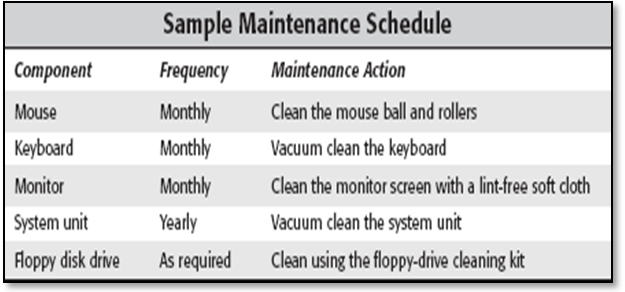 Sample Maintenance Schedule
Component Frequency Maintenance Action
Mouse Monthly Clean the mouse ball and rollers
Keyboard Monthly Vacuum clean the keyboard
Monitor Monthly Clean the monitor screen with a lint-free soft cloth
System unit Yearly Vacuum clean the system unit
Floppy disk drive As required Clean using the floppy-drive cleaning kit